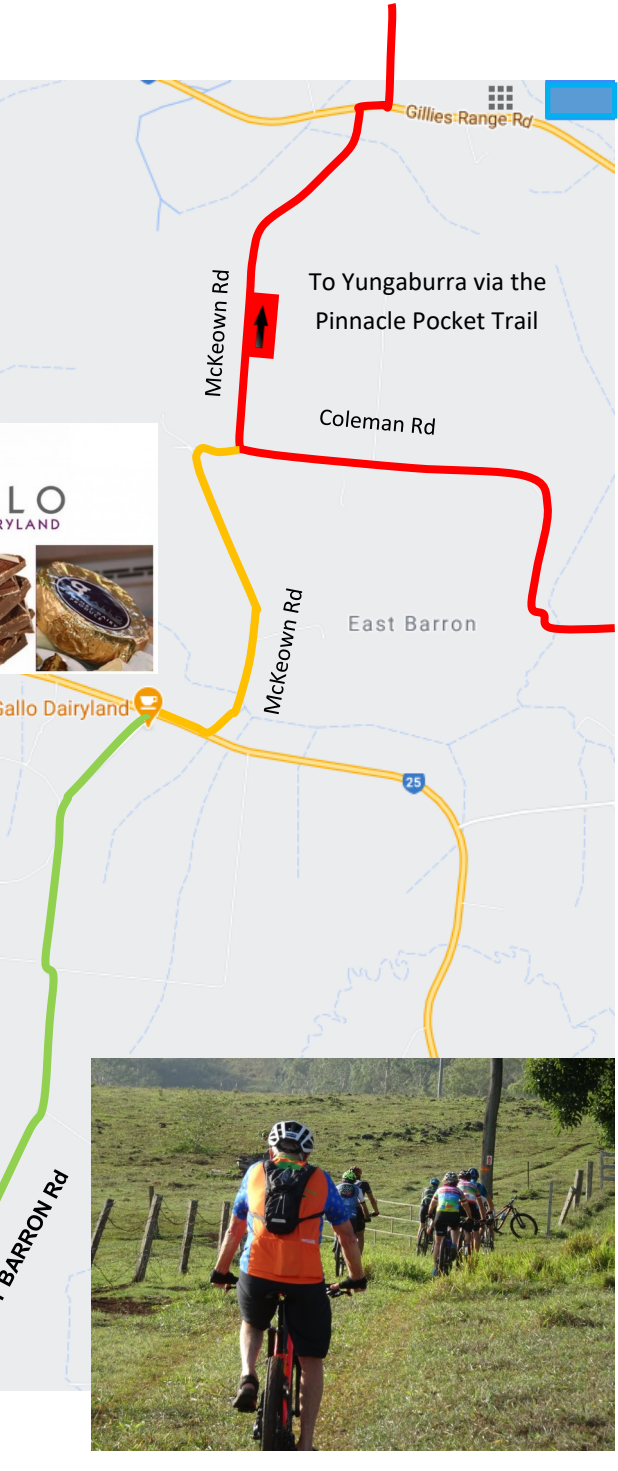 Gillies Range Rd
McKeown Rd
To Yungaburra via the
Pinnacle Pocket Trail
Coleman Rd
LO
RYLAND
McKeown Rd
East Barron
Gallo Dairyland
25
BARRON Rd